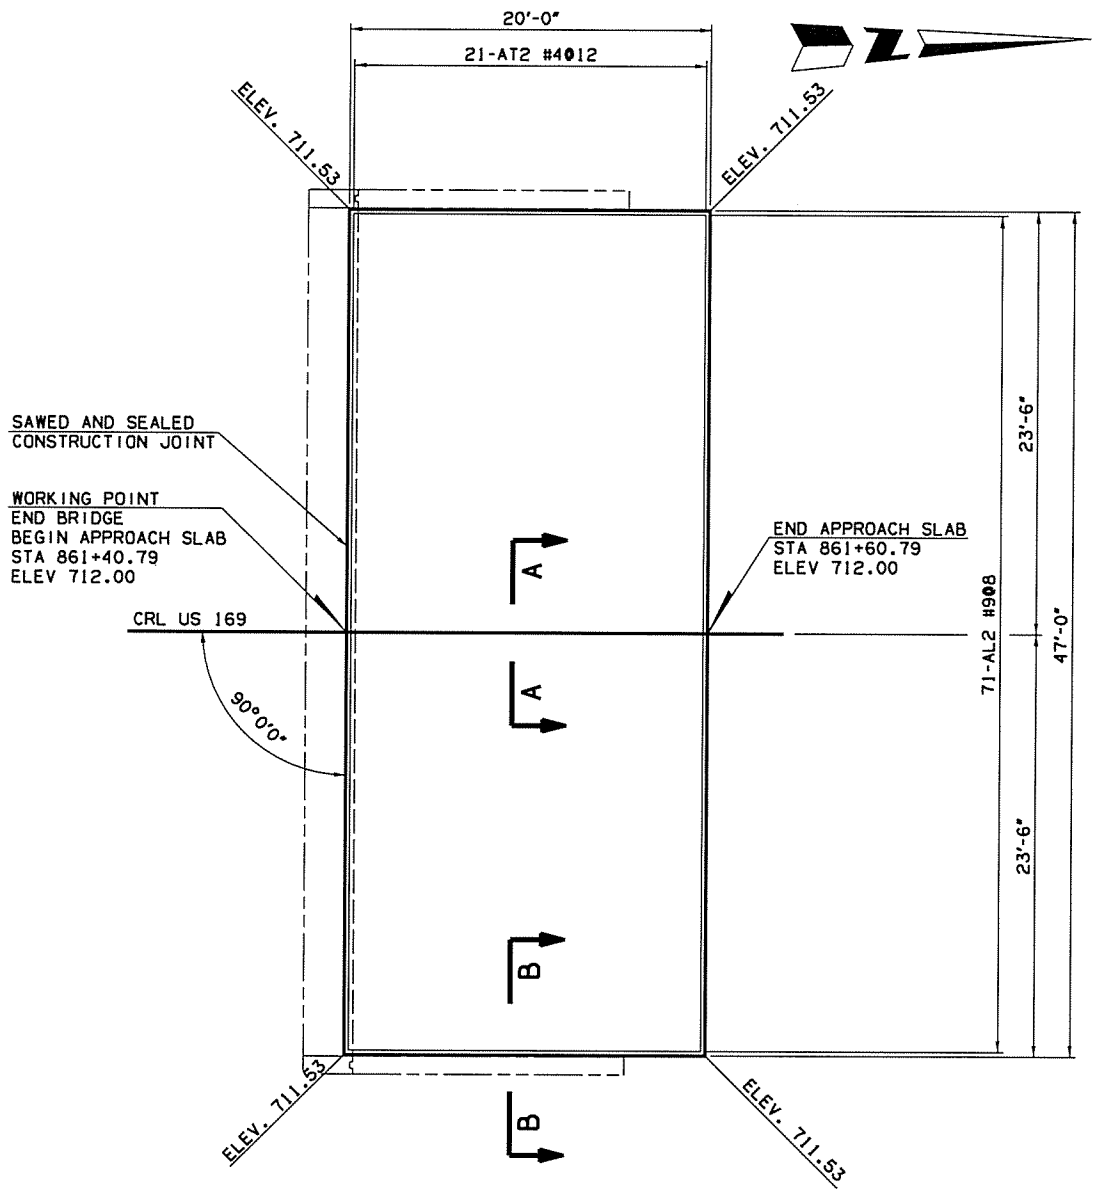 20'-0"
21-AT2 #4012
N
ELEV. 711.53
ELEV. 711.53
SAWED AND SEALED
CONSTRUCTION JOINT
WORKING POINT
END BRIDGE
BEGIN APPROACH SLAB
STA 861+40.79
ELEV 712.00
END APPROACH SLAB
STA 861+60.79
ELEV 712.00
A
CRL US 169
A
90°0'0"
23'-6"
71-AL2 #908
47'-0"
23'-6"
B
B
ELEV. 711.53
ELEV. 711.53